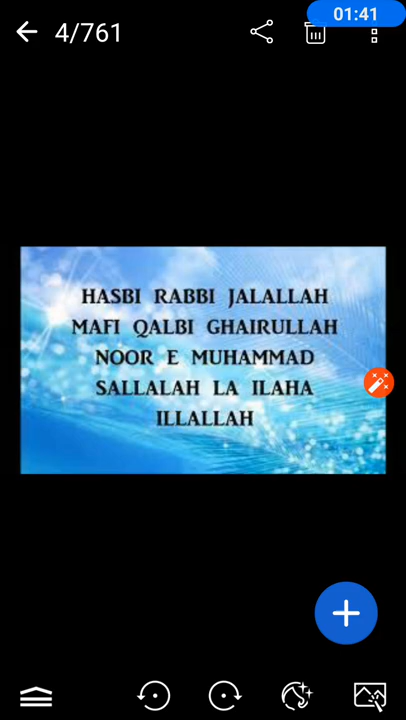 4/761
01:41
HASBI RABBI JALALLAH
MAFI QALBI GHAIRULLAH
NOOR E MUHAMMAD
SALLALAH LA ILAHA
ILLALLAH